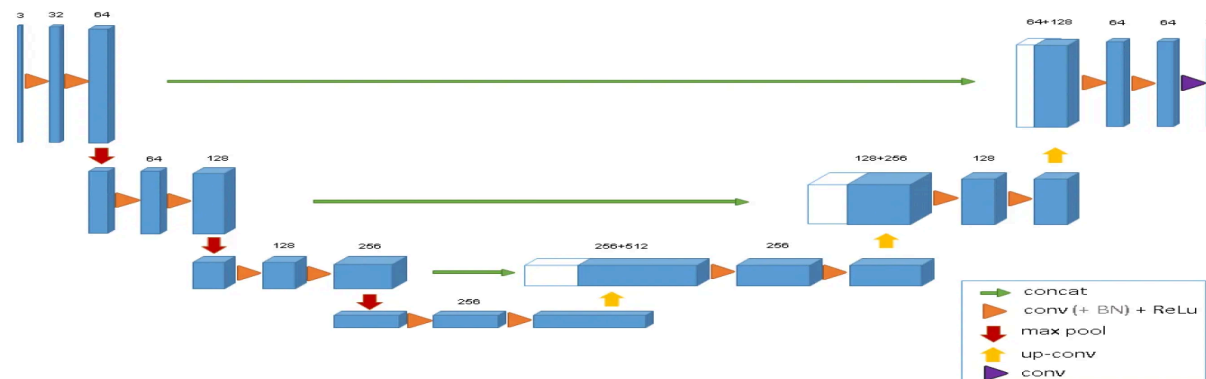 3 32 64 64+128 64 64
64 128 128+256 128
128 256 256+512 256
256
concat
conv (+ BN) + ReLu
max pool
up-conv
conv